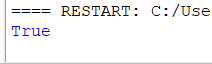 ==== RESTART: C:/Use
True